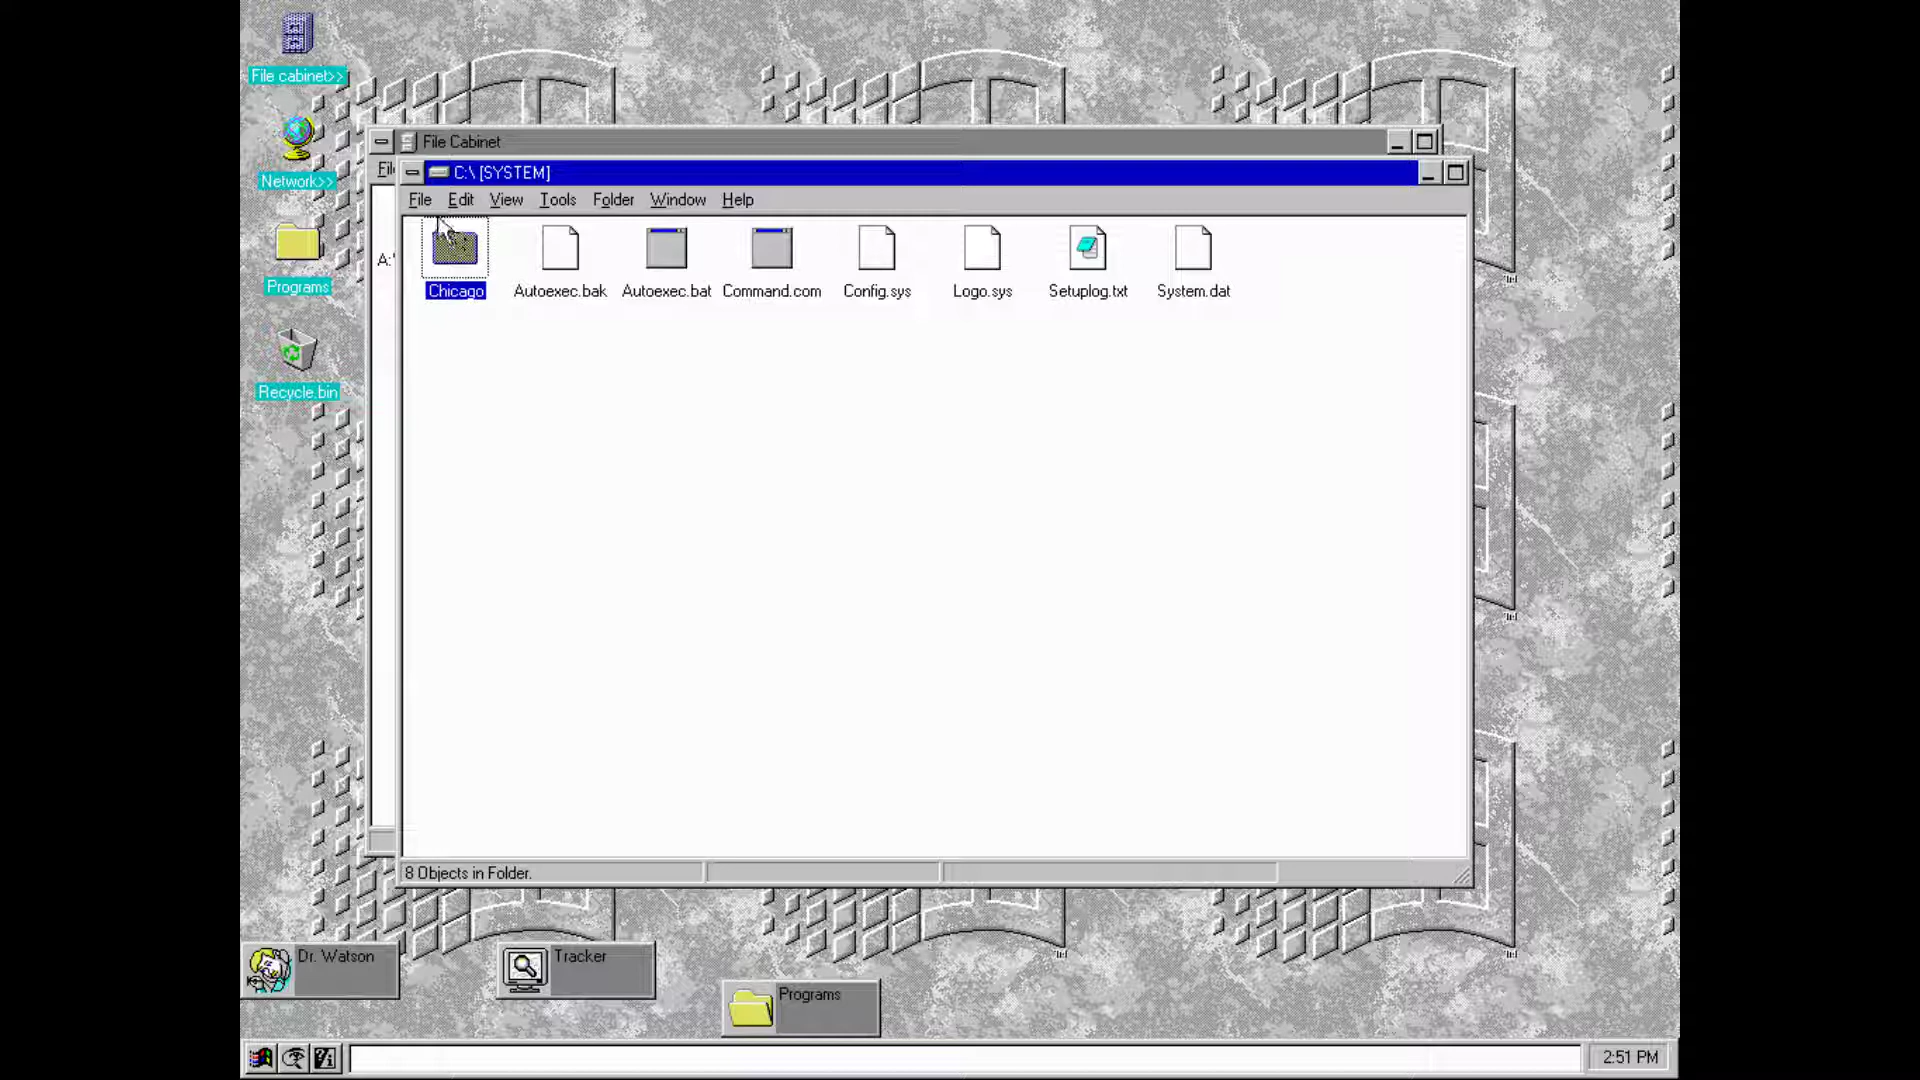 File cabinet>>
Network>>
Programs
Recycle.bin
File Cabinet
C:\ [SYSTEM]
File Edit View Tools Folder Window Help
A:
Chicago Autoexec.bak Autoexec.bat Command.com Config.sys Logo.sys Setuplog.txt System.dat
8 Objects in Folder.
Dr. Watson
Tracker
Programs
2:51 PM